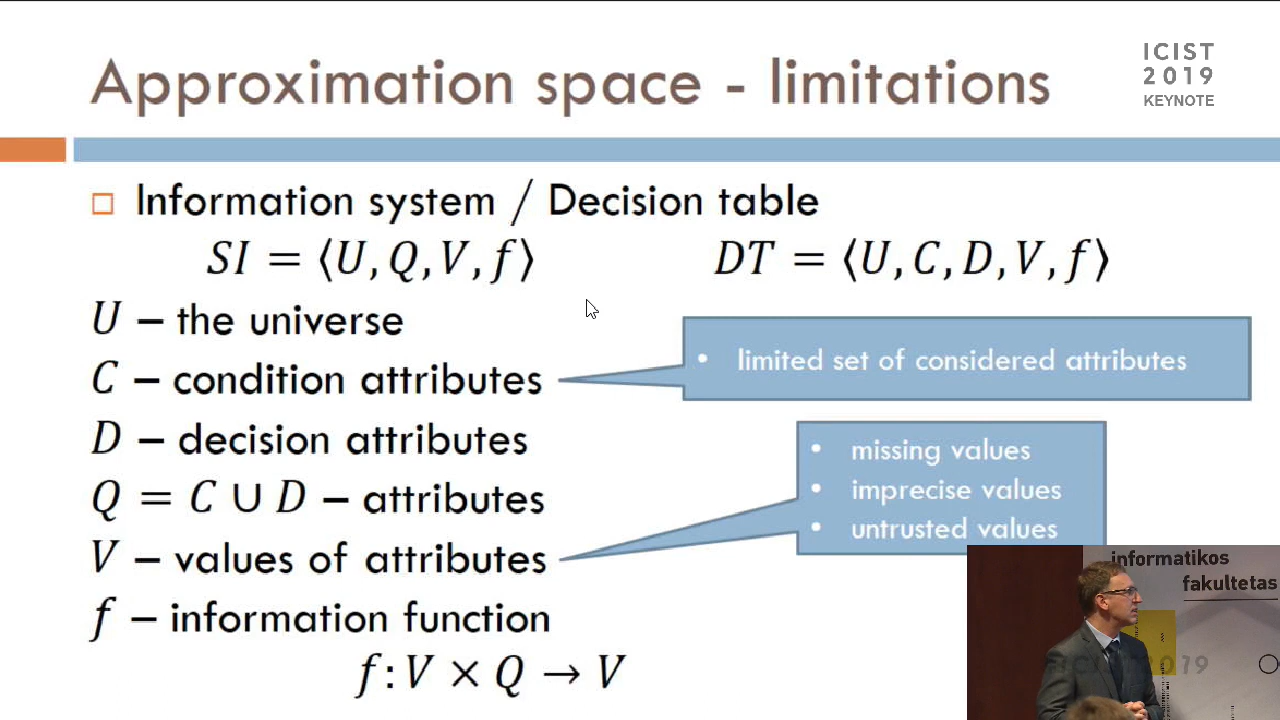 Approximation space - limitations
ICIST
2019
KEYNOTE
Information system / Decision table
SI = ⟨U, Q, V, f⟩
DT = ⟨U, C, D, V, f⟩
U – the universe
C – condition attributes
• limited set of considered attributes
D – decision attributes
• missing values
• imprecise values
• untrusted values
Q = C ∪ D – attributes
V – values of attributes
f – information function
f: V × Q → V
informatikos
fakultetas
2019